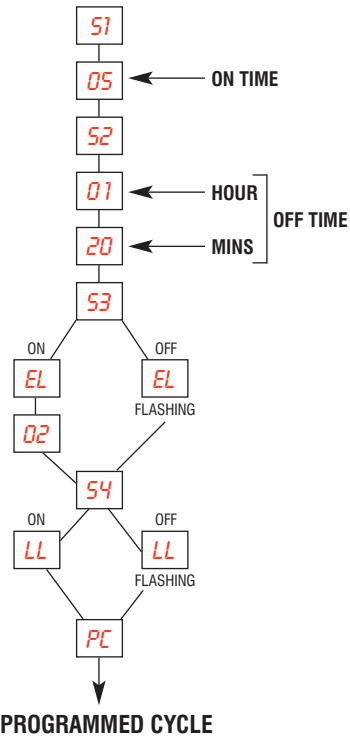 S1
05 ON TIME
S2
01 HOUR
OFF TIME
20 MINS
S3
ON OFF
EL EL
FLASHING
02
S4
ON OFF
LL LL
FLASHING
PC
PROGRAMMED CYCLE